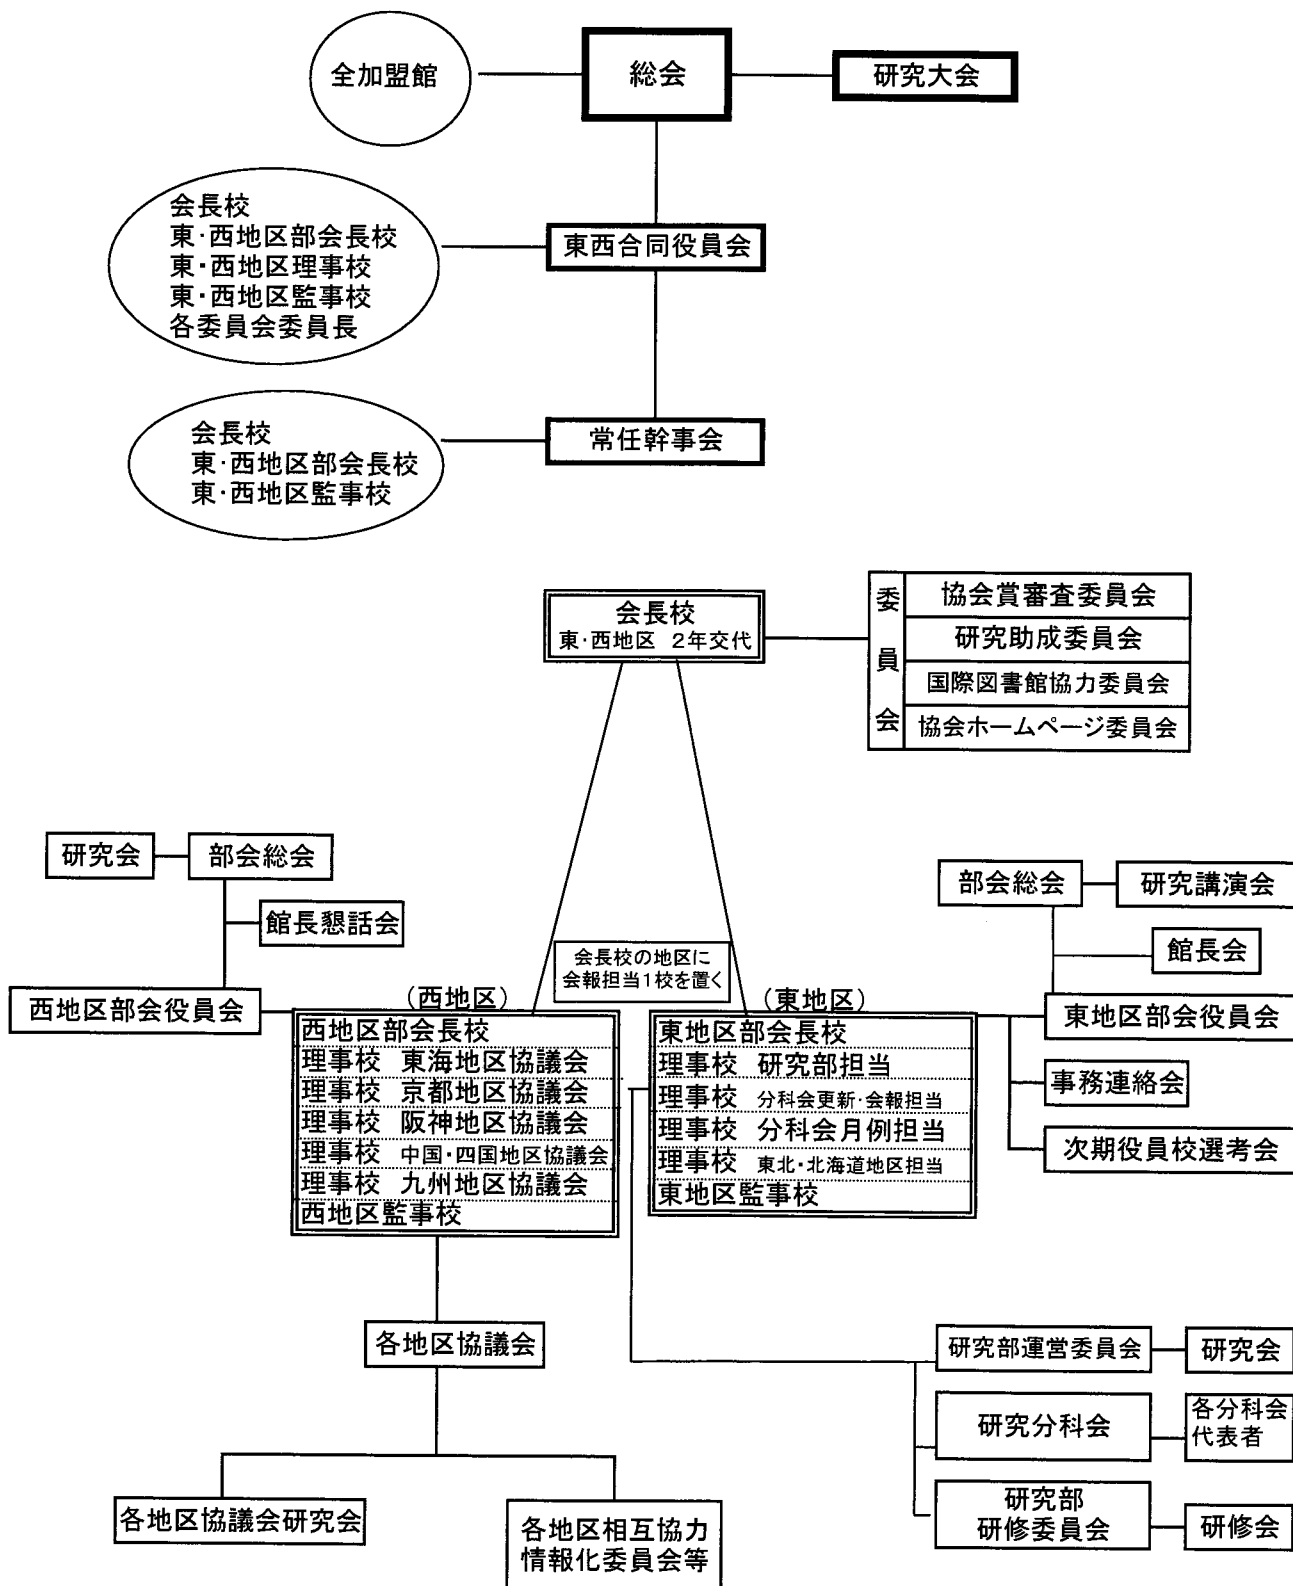 全加盟館
総会
研究大会
会長校
東・西地区部会長校
東・西地区理事校
東・西地区監事校
各委員会委員長
東西合同役員会
会長校
東・西地区部会長校
東・西地区監事校
常任幹事会
会長校
東・西地区 2年交代
委員会
協会賞審査委員会
研究助成委員会
国際図書館協力委員会
協会ホームページ委員会
研究会
部会総会
館長懇話会
西地区部会役員会
会長校の地区に
会報担当1校を置く
部会総会
研究講演会
館長会
東地区部会役員会
事務連絡会
次期役員校選考会
(西地区)
西地区部会長校
理事校 東海地区協議会
理事校 京都地区協議会
理事校 阪神地区協議会
理事校 中国・四国地区協議会
理事校 九州地区協議会
西地区監事校
(東地区)
東地区部会長校
理事校 研究部担当
理事校 分科会更新・会報担当
理事校 分科会月例担当
理事校 東北・北海道地区担当
東地区監事校
各地区協議会
各地区協議会研究会
各地区相互協力
情報化委員会等
研究部運営委員会
研究会
研究分科会
各分科会
代表者
研究部
研修委員会
研修会